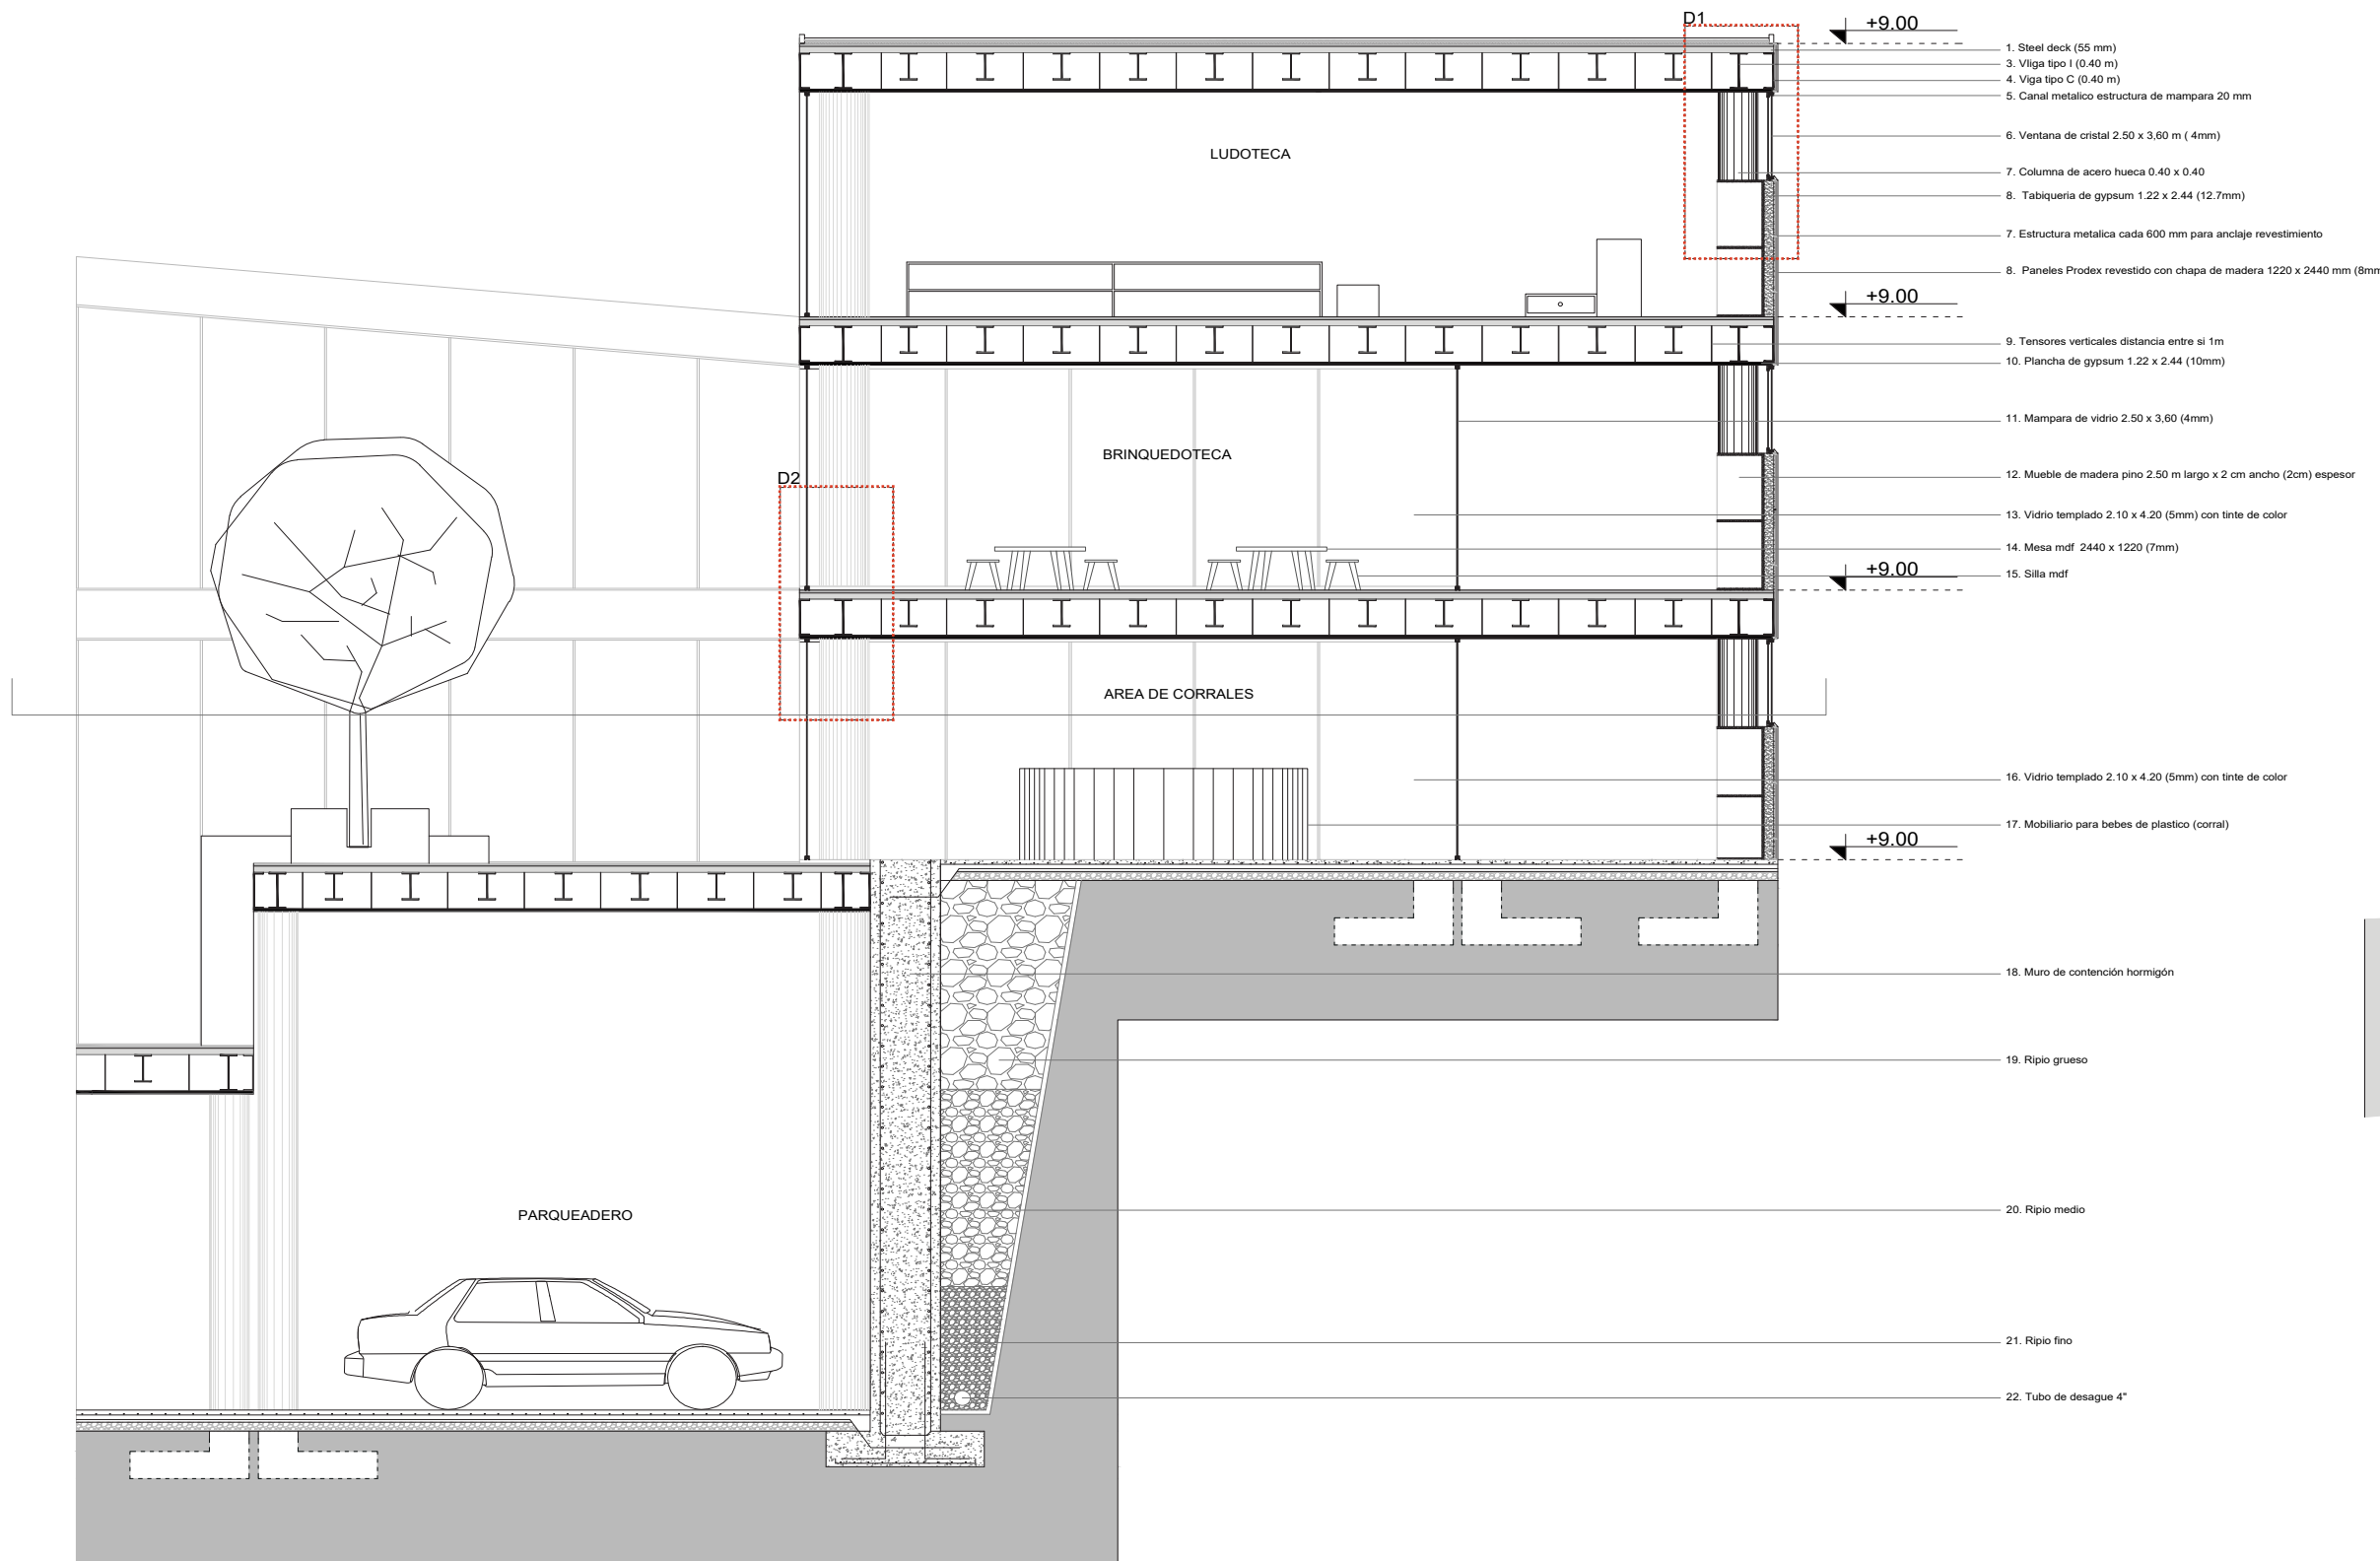 D1
+9.00
1. Steel deck (55 mm)
3. VIiga tipo I (0.40 m)
4. Viga tipo C (0.40 m)
5. Canal metalico estructura de mampara 20 mm
6. Ventana de cristal 2.50 x 3,60 m ( 4mm)
LUDOTECA
7. Columna de acero hueca 0.40 x 0.40
8. Tabiqueria de gypsum 1.22 x 2.44 (12.7mm)
7. Estructura metalica cada 600 mm para anclaje revestimiento
8. Paneles Prodex revestido con chapa de madera 1220 x 2440 mm (8mm
+9.00
9. Tensores verticales distancia entre si 1m
10. Plancha de gypsum 1.22 x 2.44 (10mm)
11. Mampara de vidrio 2.50 x 3,60 (4mm)
BRINQUEDOTECA
D2
12. Mueble de madera pino 2.50 m largo x 2 cm ancho (2cm) espesor
13. Vidrio templado 2.10 x 4.20 (5mm) con tinte de color
14. Mesa mdf 2440 x 1220 (7mm)
+9.00
15. Silla mdf
AREA DE CORRALES
16. Vidrio templado 2.10 x 4.20 (5mm) con tinte de color
17. Mobiliario para bebes de plastico (corral)
+9.00
18. Muro de contención hormigón
19. Ripio grueso
20. Ripio medio
PARQUEADERO
21. Ripio fino
22. Tubo de desague 4"